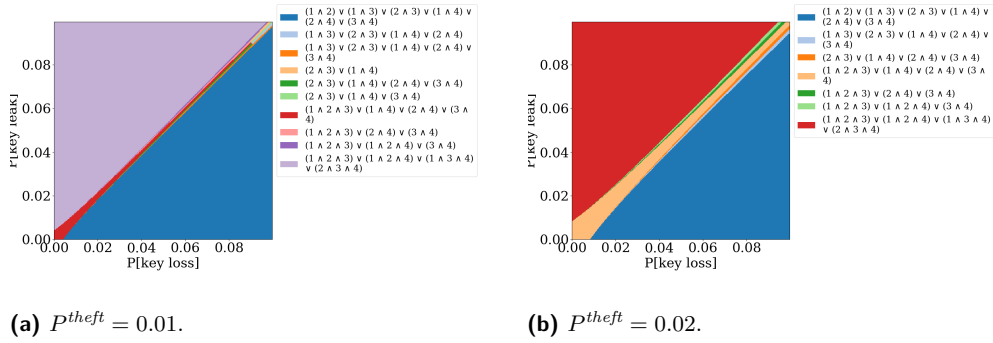 (1 ∧ 2) ∨ (1 ∧ 3) ∨ (2 ∧ 3) ∨ (1 ∧ 4) ∨
(2 ∧ 4) ∨ (3 ∧ 4)
(1 ∧ 3) ∨ (2 ∧ 3) ∨ (1 ∧ 4) ∨ (2 ∧ 4)
(1 ∧ 3) ∨ (2 ∧ 3) ∨ (1 ∧ 4) ∨ (2 ∧ 4) ∨
(3 ∧ 4)
(2 ∧ 3) ∨ (1 ∧ 4)
(2 ∧ 3) ∨ (1 ∧ 4) ∨ (2 ∧ 4) ∨ (3 ∧ 4)
(2 ∧ 3) ∨ (1 ∧ 4) ∨ (3 ∧ 4)
(1 ∧ 2 ∧ 3) ∨ (1 ∧ 4) ∨ (2 ∧ 4) ∨ (3 ∧
4)
(1 ∧ 2 ∧ 3) ∨ (2 ∧ 4) ∨ (3 ∧ 4)
(1 ∧ 2 ∧ 3) ∨ (1 ∧ 2 ∧ 4) ∨ (3 ∧ 4)
(1 ∧ 2 ∧ 3) ∨ (1 ∧ 2 ∧ 4) ∨ (1 ∧ 3 ∧ 4)
∨ (2 ∧ 3 ∧ 4)
P[key leak]
0.08
0.06
0.04
0.02
0.00
0.00 0.02 0.04 0.06 0.08
P[key loss]
(a) P^theft = 0.01.
(1 ∧ 2) ∨ (1 ∧ 3) ∨ (2 ∧ 3) ∨ (1 ∧ 4) ∨
(2 ∧ 4) ∨ (3 ∧ 4)
(1 ∧ 3) ∨ (2 ∧ 3) ∨ (1 ∧ 4) ∨ (2 ∧ 4) ∨
(3 ∧ 4)
(2 ∧ 3) ∨ (1 ∧ 4) ∨ (2 ∧ 4) ∨ (3 ∧ 4)
(1 ∧ 2 ∧ 3) ∨ (1 ∧ 4) ∨ (2 ∧ 4) ∨ (3 ∧
4)
(1 ∧ 2 ∧ 3) ∨ (2 ∧ 4) ∨ (3 ∧ 4)
(1 ∧ 2 ∧ 3) ∨ (1 ∧ 2 ∧ 4) ∨ (3 ∧ 4)
(1 ∧ 2 ∧ 3) ∨ (1 ∧ 2 ∧ 4) ∨ (1 ∧ 3 ∧ 4)
∨ (2 ∧ 3 ∧ 4)
P[key leak]
0.08
0.06
0.04
0.02
0.00
0.00 0.02 0.04 0.06 0.08
P[key loss]
(b) P^theft = 0.02.